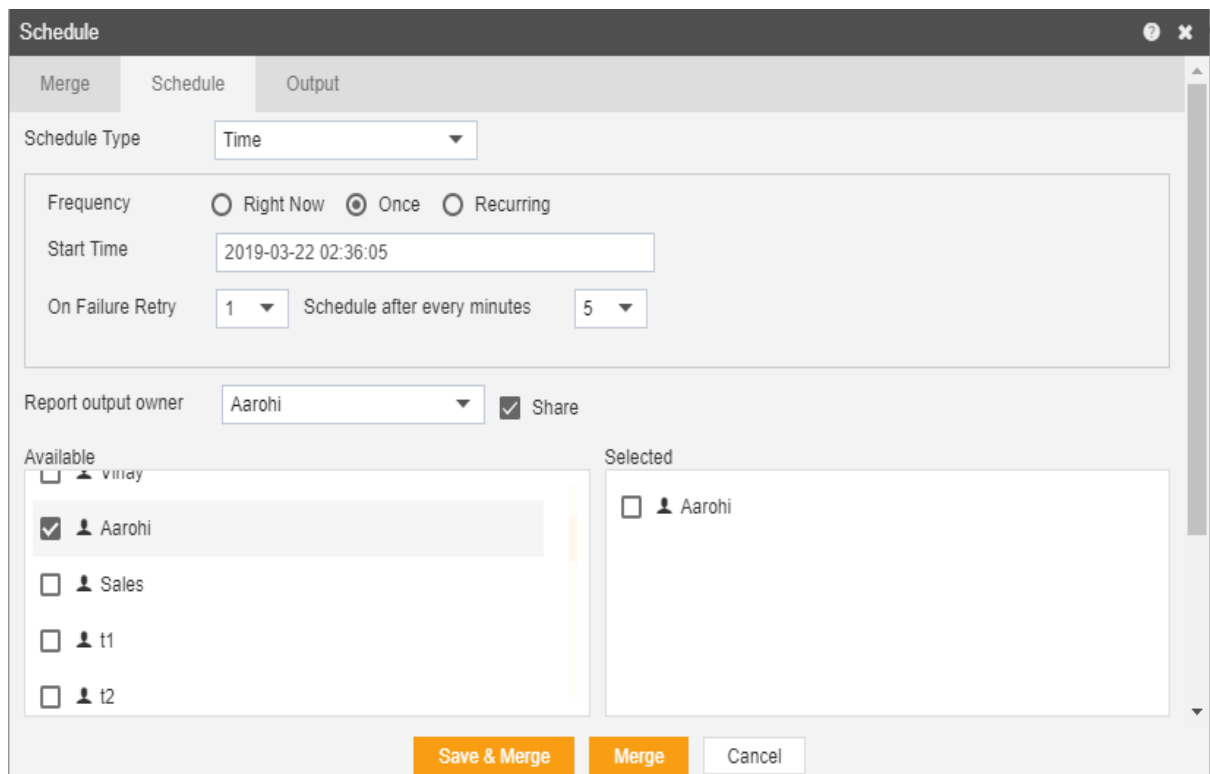 Schedule
Merge Schedule Output
Schedule Type Time
Frequency Right Now Once Recurring
Start Time 2019-03-22 02:36:05
On Failure Retry 1 Schedule after every minutes 5
Report output owner Aarohi Share
Available Selected
Vinay
Aarohi
Aarohi
Sales
t1
t2
Save & Merge Merge Cancel